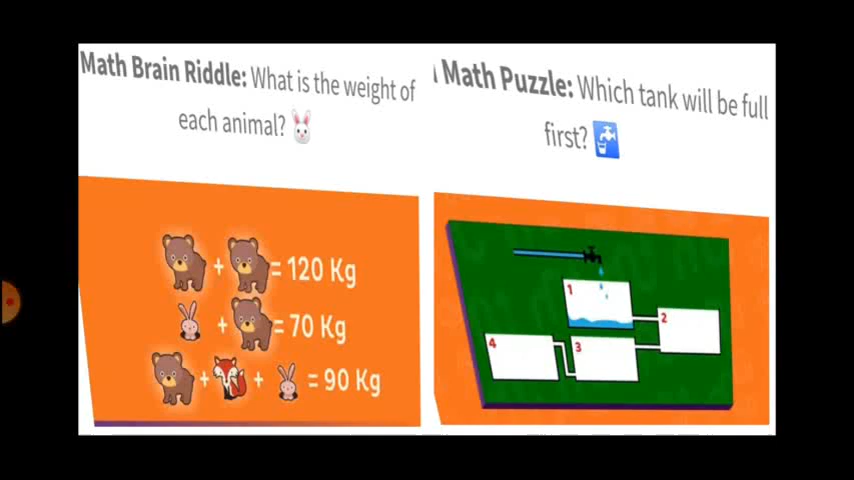 Math Brain Riddle: What is the weight of
each animal?
Math Puzzle: Which tank will be full
first?
+ = 120 Kg
+ = 70 Kg
+ + = 90 Kg
1
2
3
4